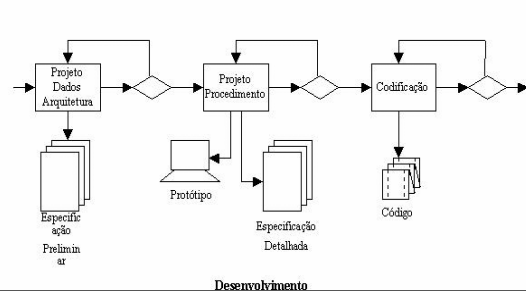 Projeto
Dados
Arquitetura
Projeto
Procedimento
Codificação
Protótipo
Especific
ação
Prelimin
ar
Especificação
Detalhada
Código
Desenvolvimento